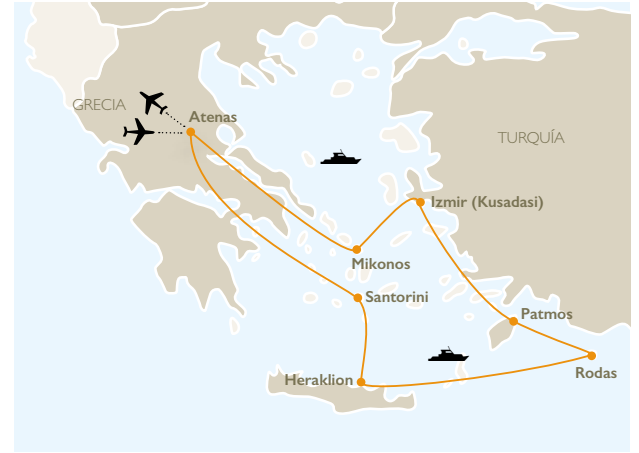 GRECIA
Atenas
TURQUÍA
Izmir (Kusadasi)
Mikonos
Santorini
Patmos
Heraklion
Rodas